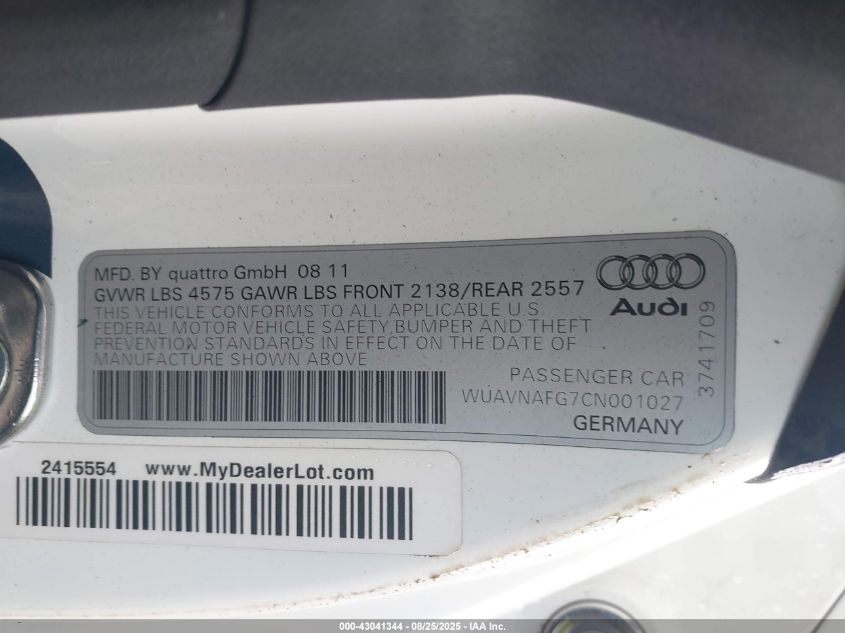 MFD. BY quattro GmbH 08 11
GVWR LBS 4575 GAWR LBS FRONT 2138/REAR 2557
THIS VEHICLE CONFORMS TO ALL APPLICABLE U.S
FEDERAL MOTOR VEHICLE SAFETY,BUMPER AND THEFT
PREVENTION STANDARDS IN EFFECT ON THE DATE OF
MANUFACTURE SHOWN ABOVE
Audi
PASSENGER CAR
WUAVNAFG7CN001027
GERMANY
3741709
2415554 www.MyDealerLot.com
000-43041344 - 08/25/2025 - IAA Inc.